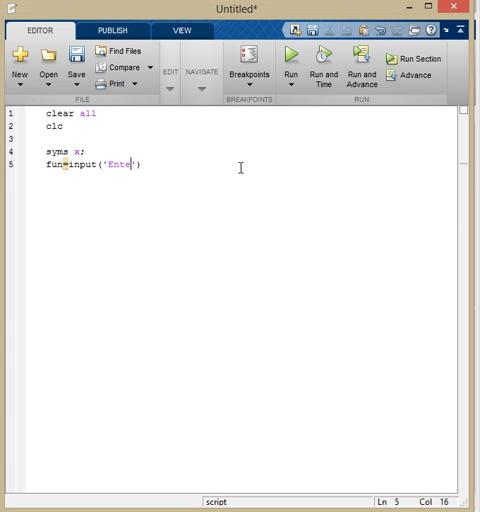 Untitled*
EDITOR PUBLISH VIEW
New Open Save Find Files Compare Print
EDIT NAVIGATE Breakpoints Run Run and Time Run and Advance Run Section Advance
FILE BREAKPOINTS RUN
1 clear all
2 clc
3
4 syms x;
5 fun=input('Ente')
script Ln 5 Col 16